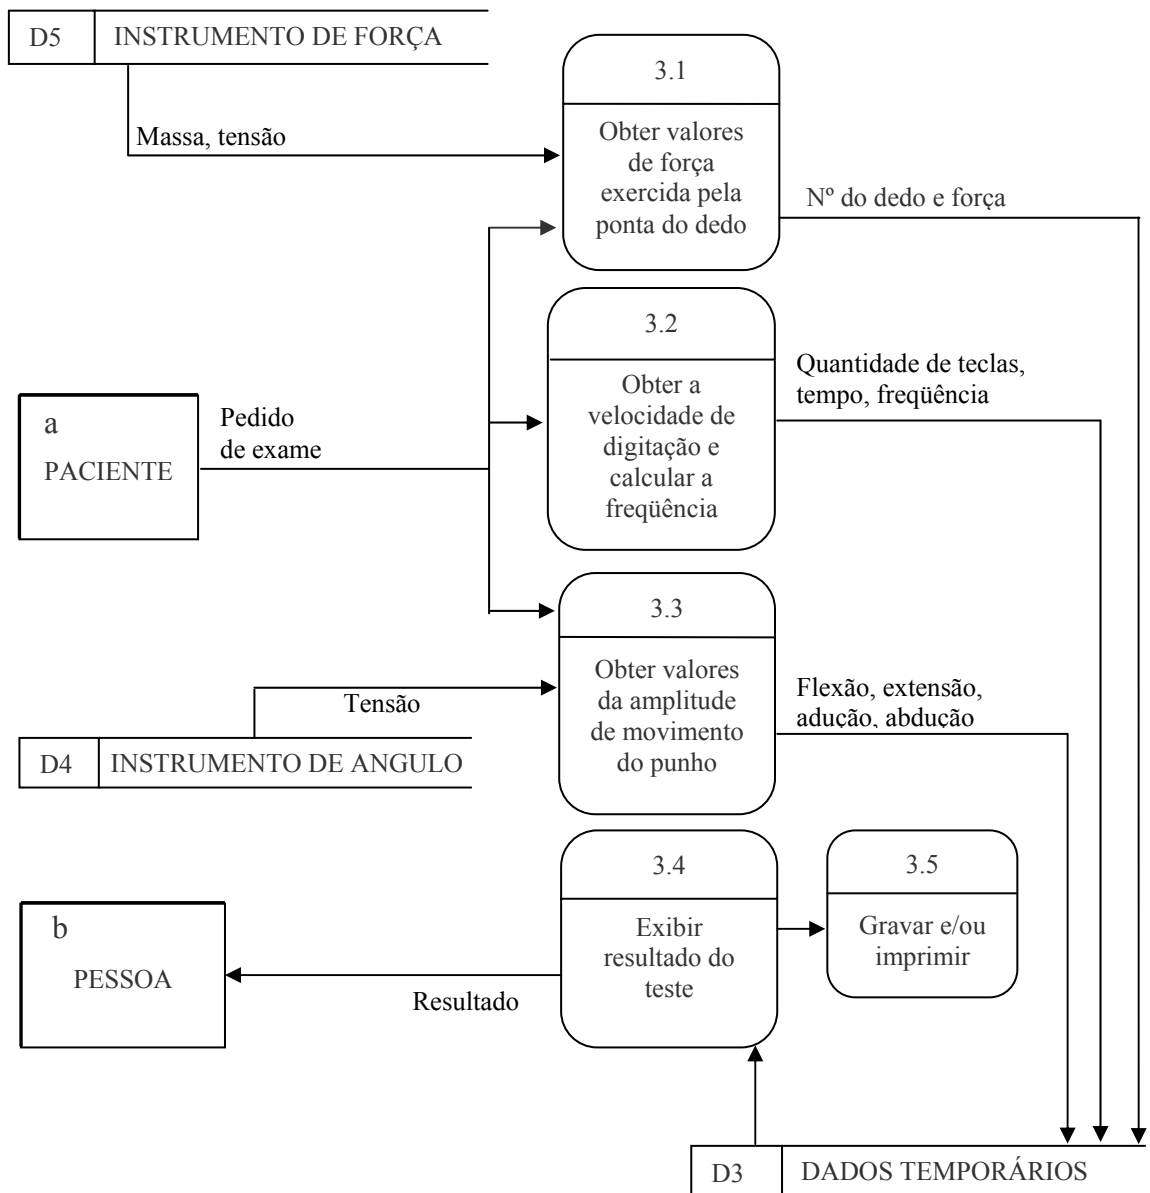 D5
INSTRUMENTO DE FORÇA
Massa, tensão
3.1
Obter valores
de força
exercida pela
ponta do dedo
Nº do dedo e força
3.2
Obter a
velocidade de
digitação e
calcular a
freqüência
Quantidade de teclas,
tempo, freqüência
a
PACIENTE
Pedido
de exame
3.3
Obter valores
da amplitude
de movimento
do punho
Flexão, extensão,
adução, abdução
Tensão
D4
INSTRUMENTO DE ANGULO
3.4
Exibir
resultado do
teste
3.5
Gravar e/ou
imprimir
b
PESSOA
Resultado
D3
DADOS TEMPORÁRIOS